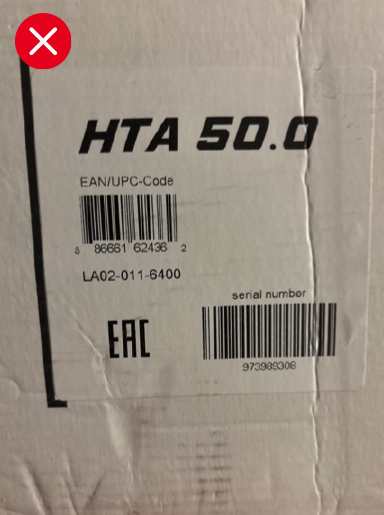 HTA 50.0
EAN/UPC-Code
8 86661 62436 2
LA02-011-6400
serial number
EAC
973989308